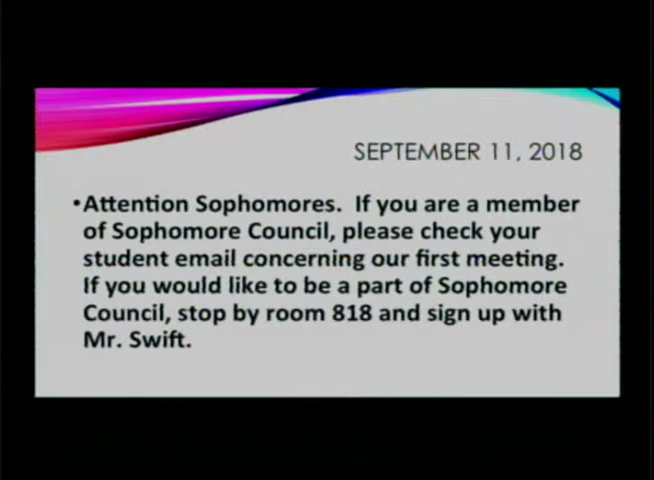 SEPTEMBER 11, 2018
•Attention Sophomores.  If you are a member
of Sophomore Council, please check your
student email concerning our first meeting.
If you would like to be a part of Sophomore
Council, stop by room 818 and sign up with
Mr. Swift.